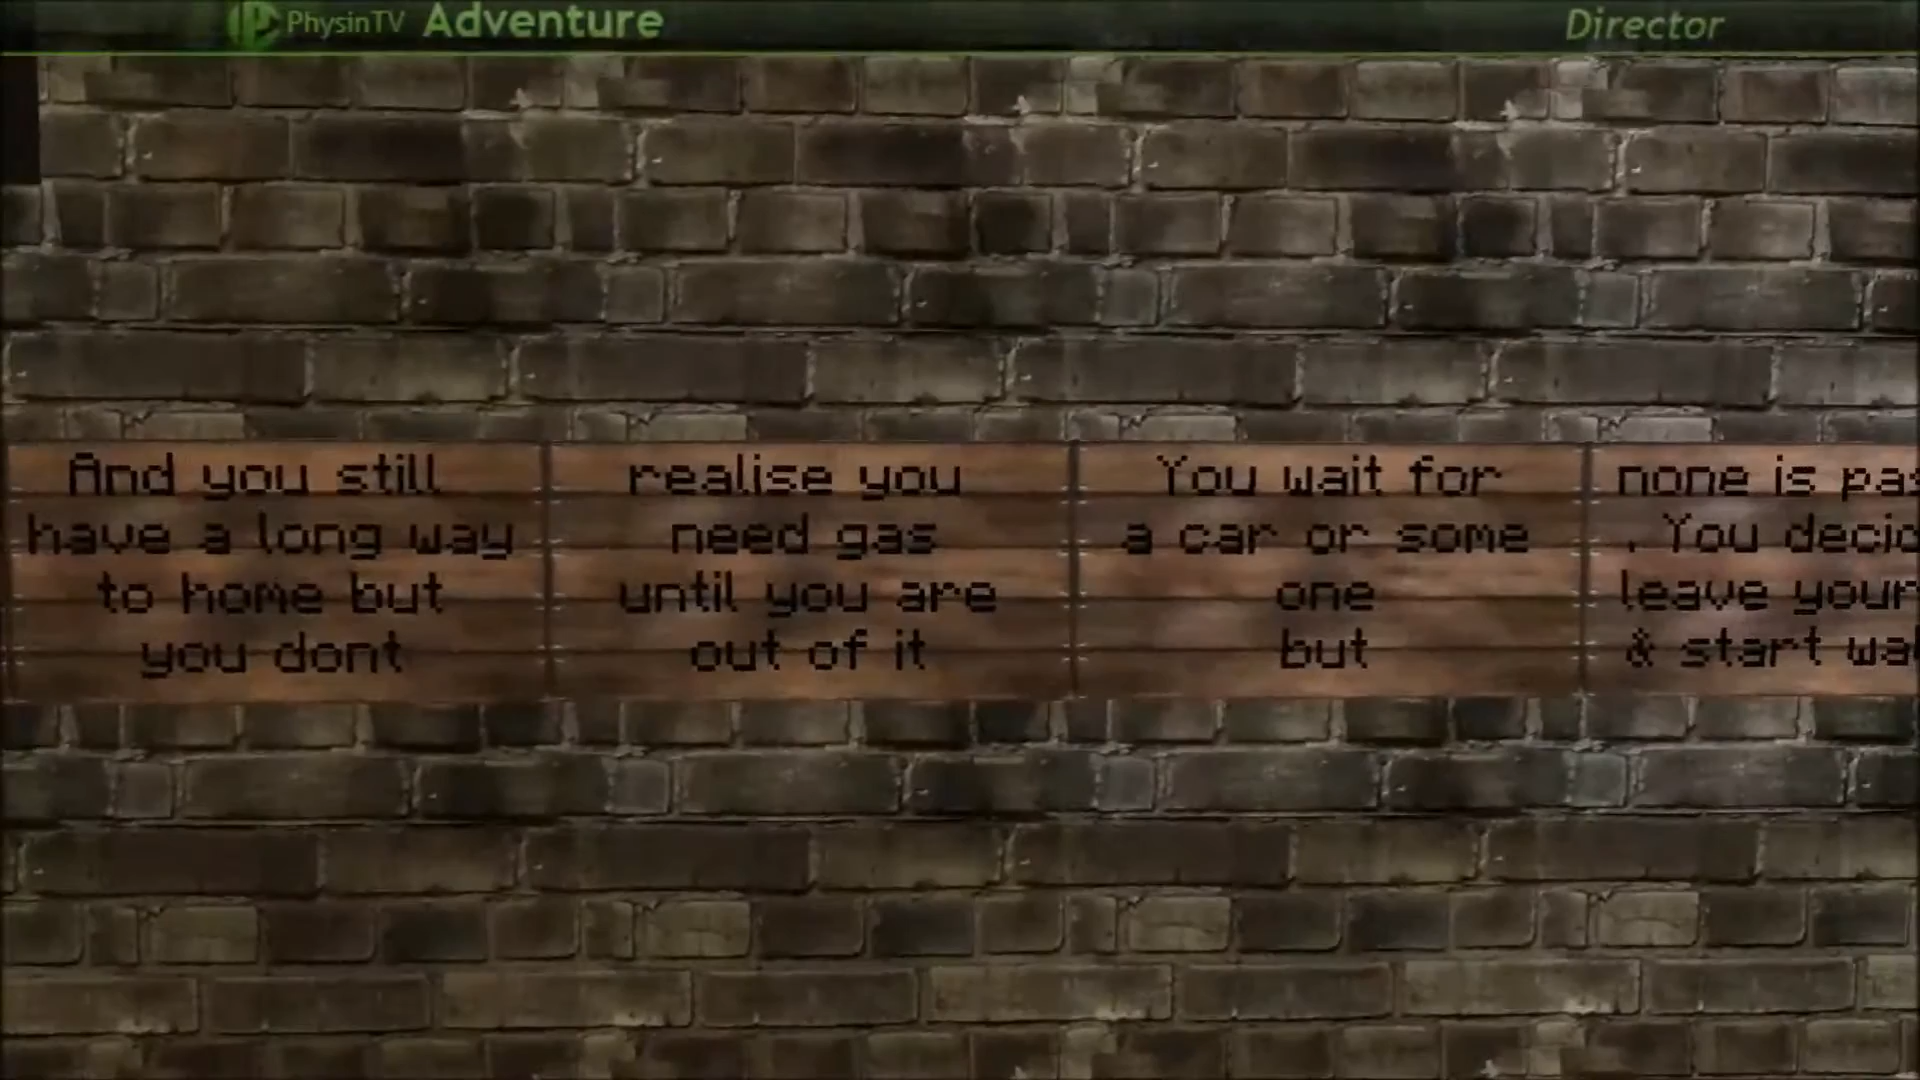 PhysinTV Adventure
Director
And you still
have a long way
to home but
you dont
realise you
need gas
until you are
out of it
You wait for
a car or some
one
but
none is
. You
leave your
& start